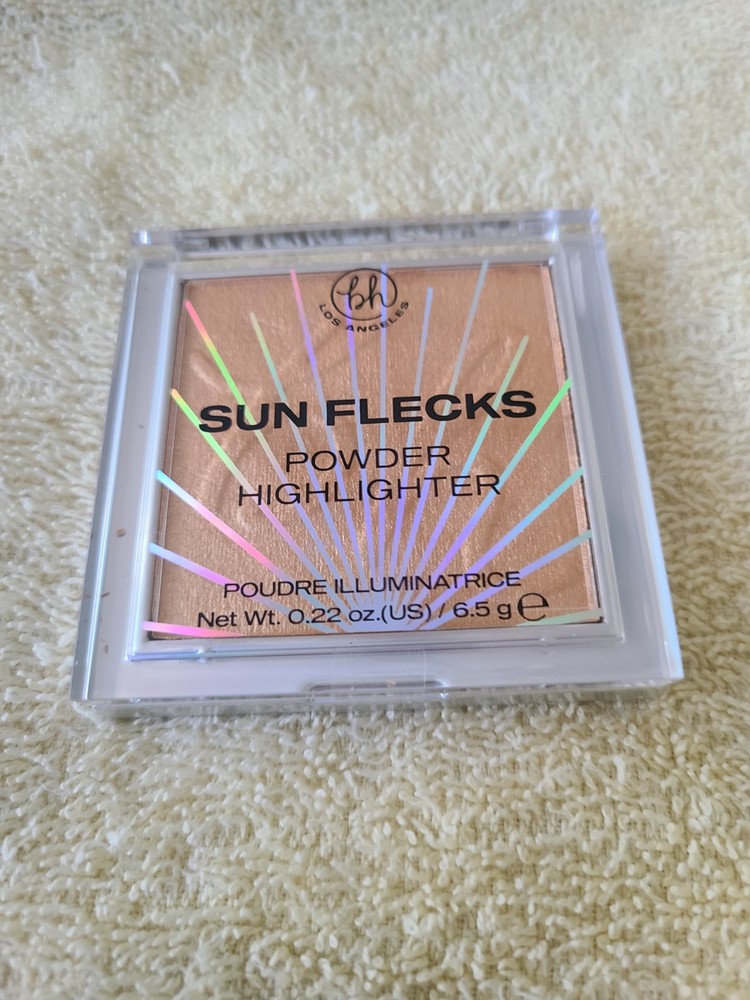 bh
LOS ANGELES
SUN FLECKS
POWDER
HIGHLIGHTER
POUDRE ILLUMINATRICE
Net Wt. 0.22 oz.(US) / 6.5 g ℮